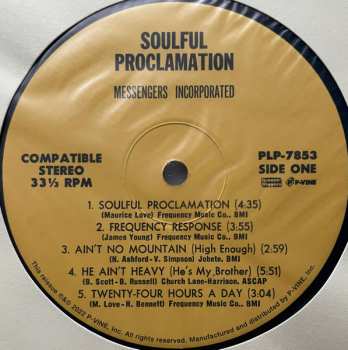 SOULFUL
PROCLAMATION
MESSENGERS INCORPORATED
COMPATIBLE
STEREO
33⅓ RPM
PLP-7853
P-VINE
SIDE ONE
1. SOULFUL PROCLAMATION (4:35)
(Maurice Love) Frequency Music Co., BMI
2. FREQUENCY RESPONSE (3:55)
(James Young) Frequency Music Co., BMI
3. AIN'T NO MOUNTAIN (High Enough) (2:59)
(N. Ashford-V. Simpson) Jobete, BMI
4. HE AIN'T HEAVY (He's My Brother) (5:51)
(B. Scott-B. Russell) Church Lane-Harrison, ASCAP
5. TWENTY-FOUR HOURS A DAY (3:04)
(M. Love-R. Bennett) Frequency Music Co., BMI
This release ℗&© 2022 P-VINE, Inc. All rights reserved. Manufactured and distributed by P-VINE, Inc.